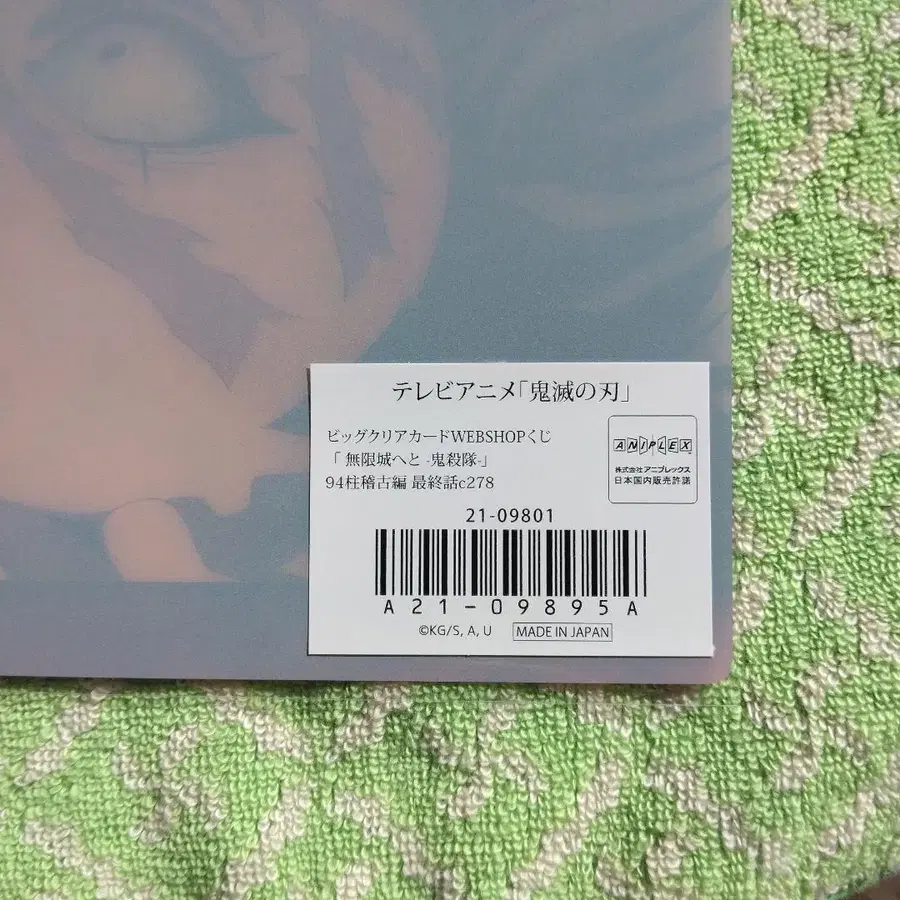 テレビアニメ「鬼滅の刃」
ビッグクリアカードWEBSHOPくじ
「 無限城へと -鬼殺隊-」
94柱稽古編 最終話c278
ANIPLEX
株式会社アニプレックス
日本国内販売許諾
21-09801
A21-09895A
©KG/S, A, U
MADE IN JAPAN